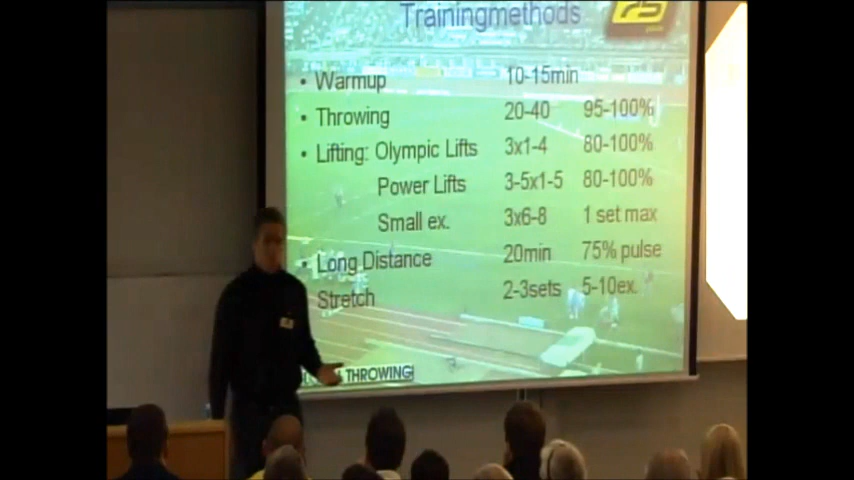 Trainingmethods
75
• Warmup 10-15min
• Throwing 20-40 95-100%
• Lifting: Olympic Lifts 3x1-4 80-100%
Power Lifts 3-5x1-5 80-100%
Small ex. 3x6-8 1 set max
• Long Distance 20min 75% pulse
Stretch 2-3sets 5-10ex.
THROWING